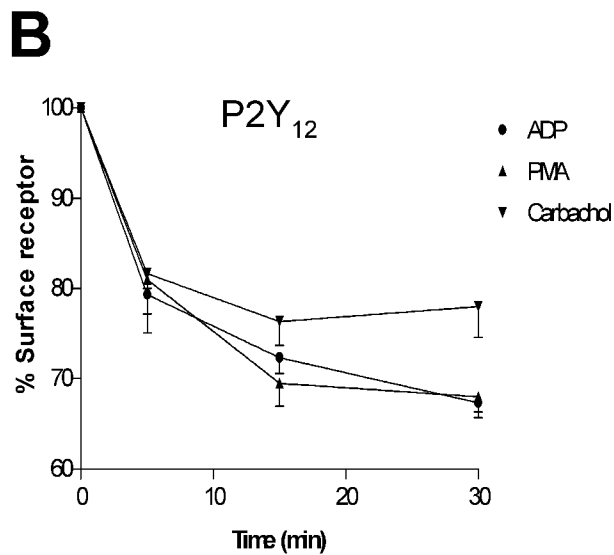 B
P2Y12
ADP
PMA
Carbachol
% Surface receptor
100
90
80
70
60
0
10
20
30
Time (min)